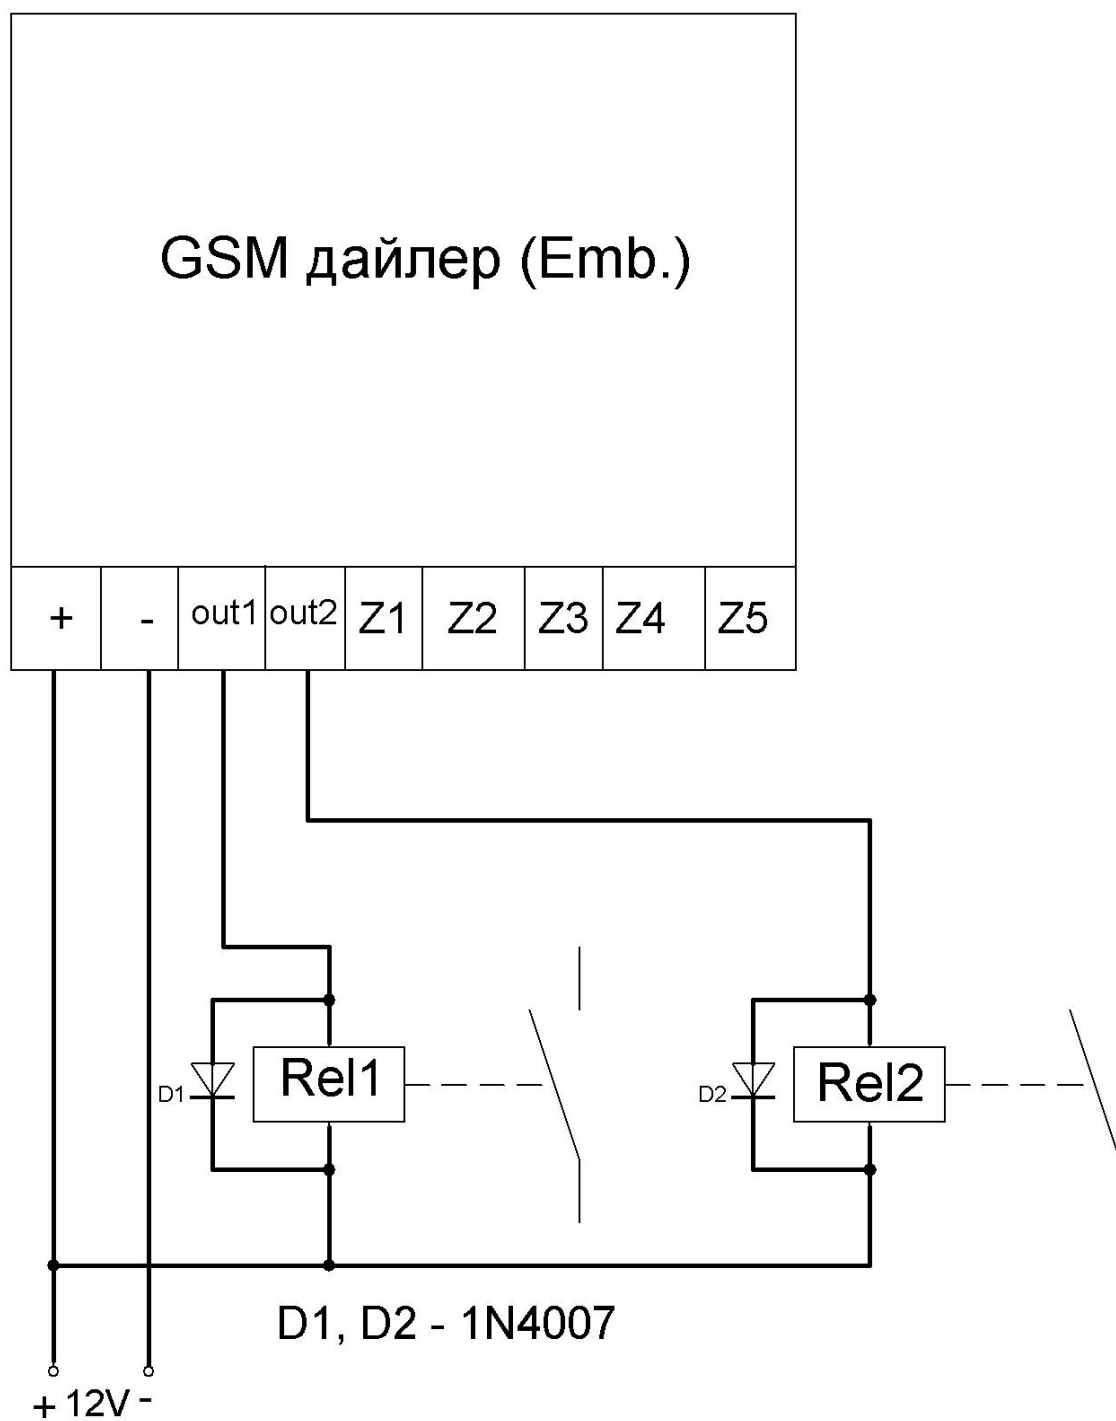 GSM дайлер (Emb.)
+ - out1 out2 Z1 Z2 Z3 Z4 Z5
D1 Rel1 D2 Rel2
D1, D2 - 1N4007
+ 12V -